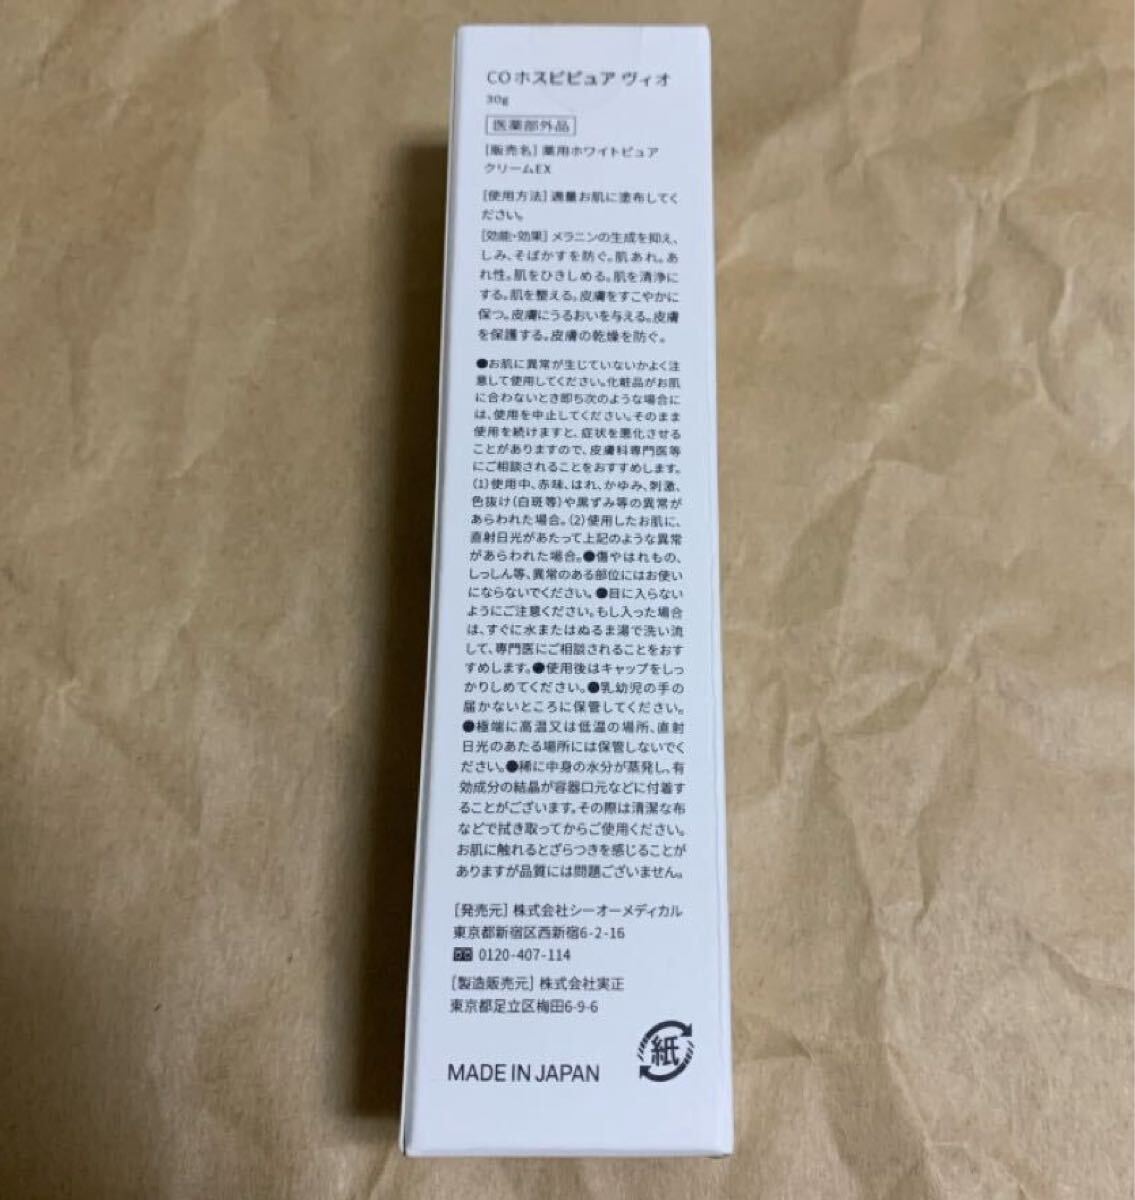 CO ホスピピュア ヴィオ
30g
医薬部外品
[販売名] 薬用ホワイトピュア
クリームEX
[使用方法] 適量お肌に塗布してく
ださい。
[効能・効果] メラニンの生成を抑え、
しみ、そばかすを防ぐ。肌あれ。あ
れ性。肌をひきしめる。肌を清浄に
する。肌を整える。皮膚をすこやかに
保つ。皮膚にうるおいを与える。皮膚
を保護する。皮膚の乾燥を防ぐ。
●お肌に異常が生じていないかよく注
意して使用してください。化粧品がお肌
に合わないとき即ち次のような場合に
は、使用を中止してください。そのまま
使用を続けますと、症状を悪化させる
ことがありますので、皮膚科専門医等
にご相談されることをおすすめします。
(1)使用中、赤味、はれ、かゆみ、刺激、
色抜け(白斑等)や黒ずみ等の異常が
あらわれた場合。(2)使用したお肌に、
直射日光があたって上記のような異常
があらわれた場合。●傷やはれもの、
しっしん等、異常のある部位にはお使い
にならないでください。●目に入らない
ようにご注意ください。もし入った場合
は、すぐに水またはぬるま湯で洗い流
して、専門医にご相談されることをおす
すめします。●使用後はキャップをしっ
かりしめてください。●乳幼児の手の
届かないところに保管してください。
●極端に高温又は低温の場所、直射
日光のあたる場所には保管しないでく
ださい。●稀に中身の水分が蒸発し、有
効成分の結晶が容器口元などに付着す
ることがございます。その際は清潔な布
などで拭き取ってからご使用ください。
お肌に触れるとざらつきを感じることが
ありますが品質には問題ございません。
[発売元] 株式会社シーオーメディカル
東京都新宿区西新宿6-2-16
0120-407-114
[製造販売元] 株式会社実正
東京都足立区梅田6-9-6
紙
MADE IN JAPAN